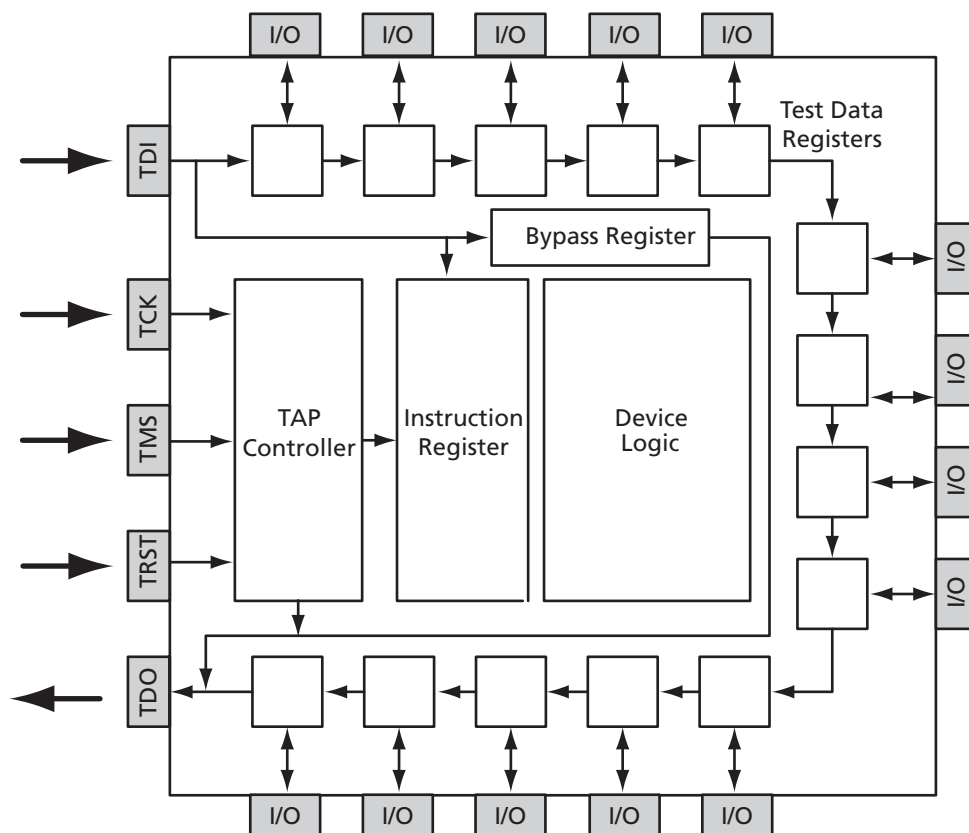 I/O
I/O
I/O
I/O
I/O
Test Data
Registers
TDI
Bypass Register
I/O
TCK
I/O
TAP
Controller
Instruction
Register
Device
Logic
TMS
I/O
TRST
I/O
TDO
I/O
I/O
I/O
I/O
I/O